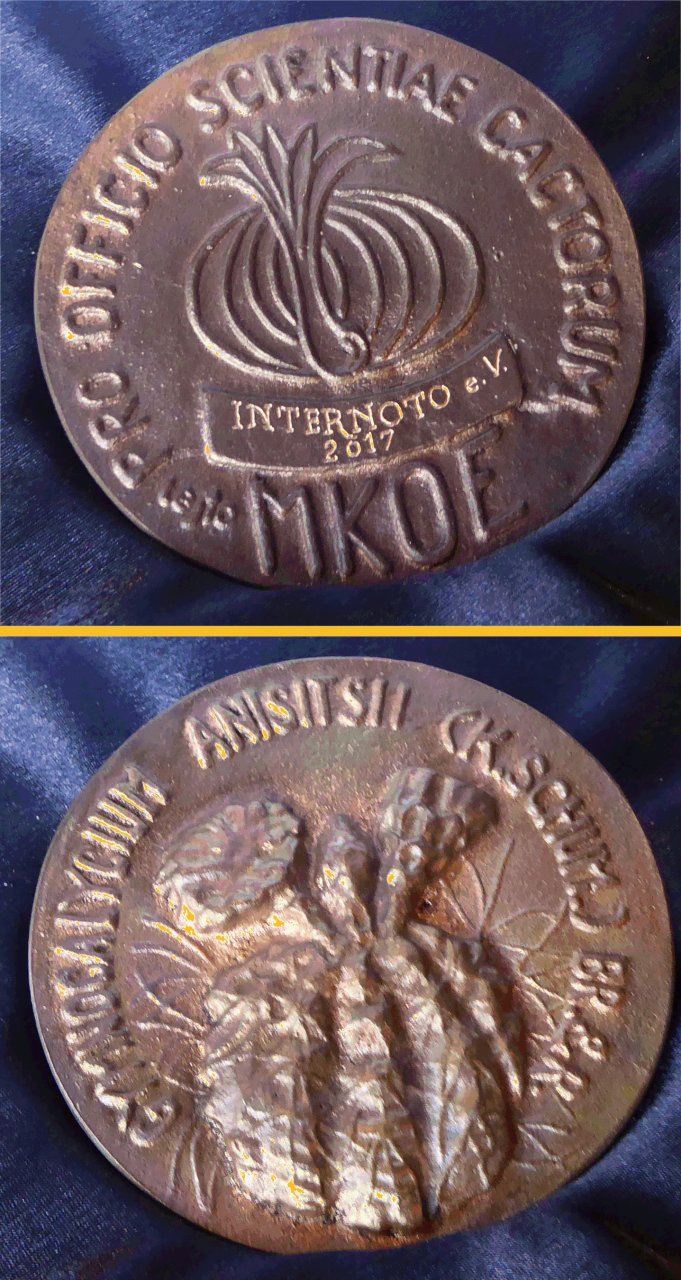 PRO OFFICIO SCIENTIAE CACTORUM
INTERNOTO e.V.
2017
MKOE
GYMNOCALYCIUM ANISITSII (K.SCHUM.) BR.& R.